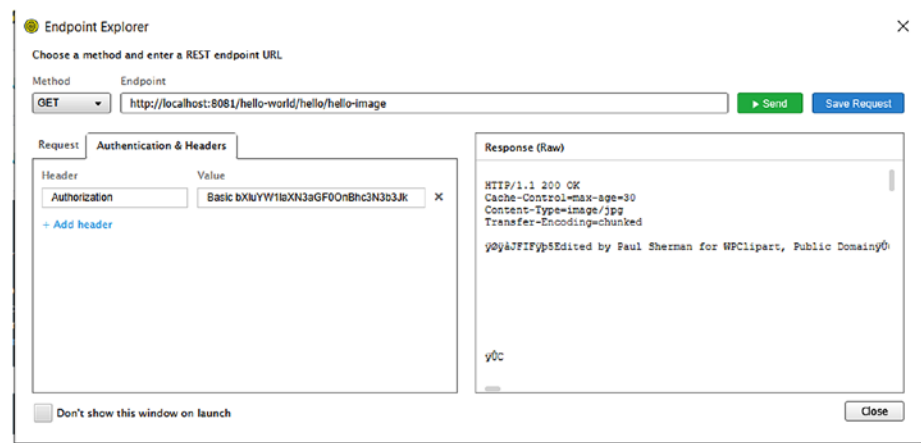 Endpoint Explorer
Choose a method and enter a REST endpoint URL
Method Endpoint
GET http://localhost:8081/hello-world/hello/hello-image Send Save Request
Request Authentication & Headers
Header Value
Authorization Basic bXluYW1laXN3aGF0OnBhc3N3b3Jk ×
+ Add header
Response (Raw)
HTTP/1.1 200 OK
Cache-Control=max-age=30
Content-Type=image/jpg
Transfer-Encoding=chunked
ÿØÿàJFIFÿþ5Edited by Paul Sherman for WPClipart, Public DomainÿÛ
ÿÛC
Don't show this window on launch
Close